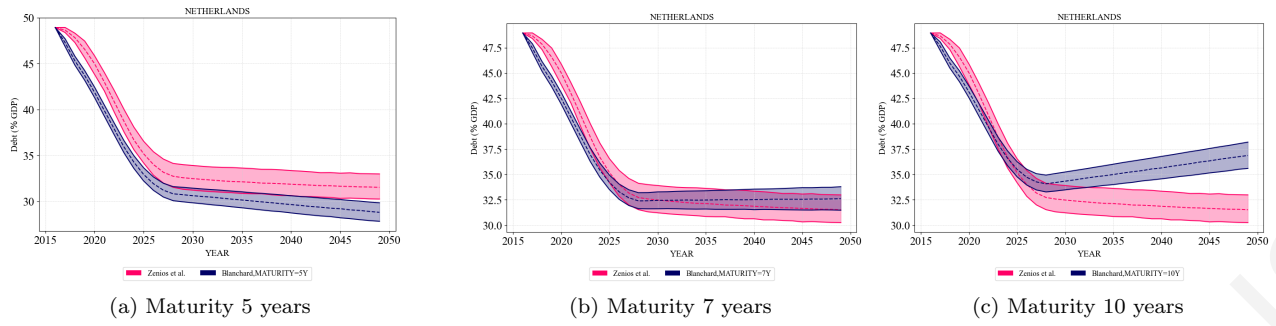 NETHERLANDS
50
45
40
35
30
Debt (% GDP)
2015 2020 2025 2030 2035 2040 2045 2050
YEAR
Zenios et al. Blanchard,MATURITY=5Y
(a) Maturity 5 years
NETHERLANDS
47.5
45.0
42.5
40.0
37.5
35.0
32.5
30.0
Debt (% GDP)
2015 2020 2025 2030 2035 2040 2045 2050
YEAR
Zenios et al. Blanchard,MATURITY=7Y
(b) Maturity 7 years
NETHERLANDS
47.5
45.0
42.5
40.0
37.5
35.0
32.5
30.0
Debt (% GDP)
2015 2020 2025 2030 2035 2040 2045 2050
YEAR
Zenios et al. Blanchard,MATURITY=10Y
(c) Maturity 10 years